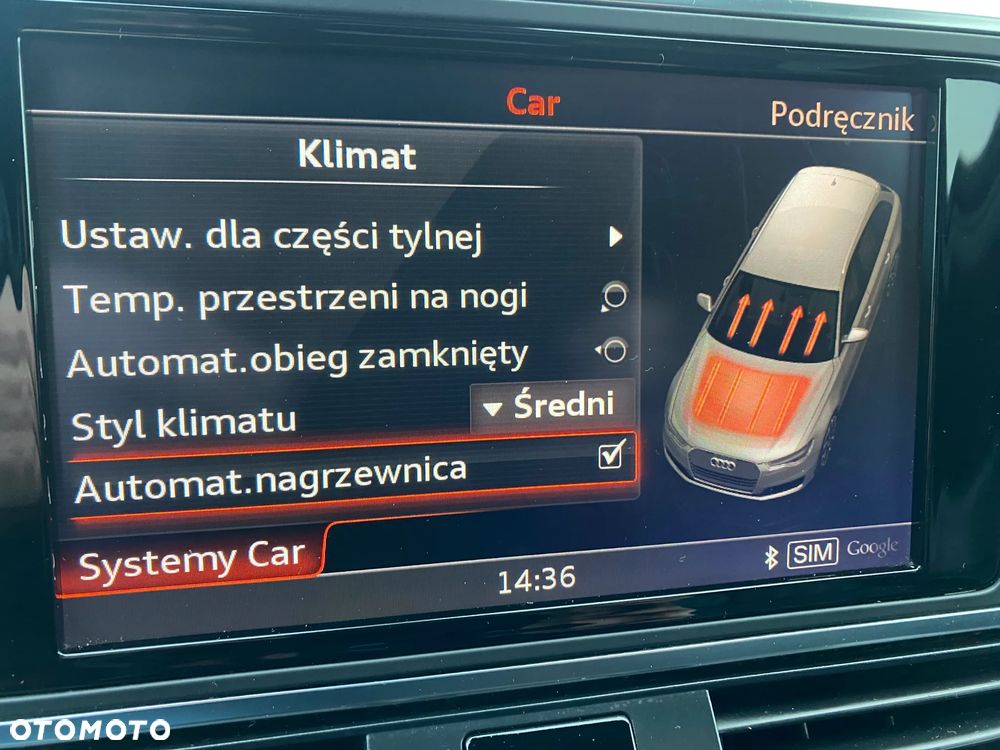 Car
Podręcznik
Klimat
Ustaw. dla części tylnej
Temp. przestrzeni na nogi
Automat.obieg zamknięty
Styl klimatu
Średni
Automat.nagrzewnica
Systemy Car
14:36
SIM
Google
OTOMOTO